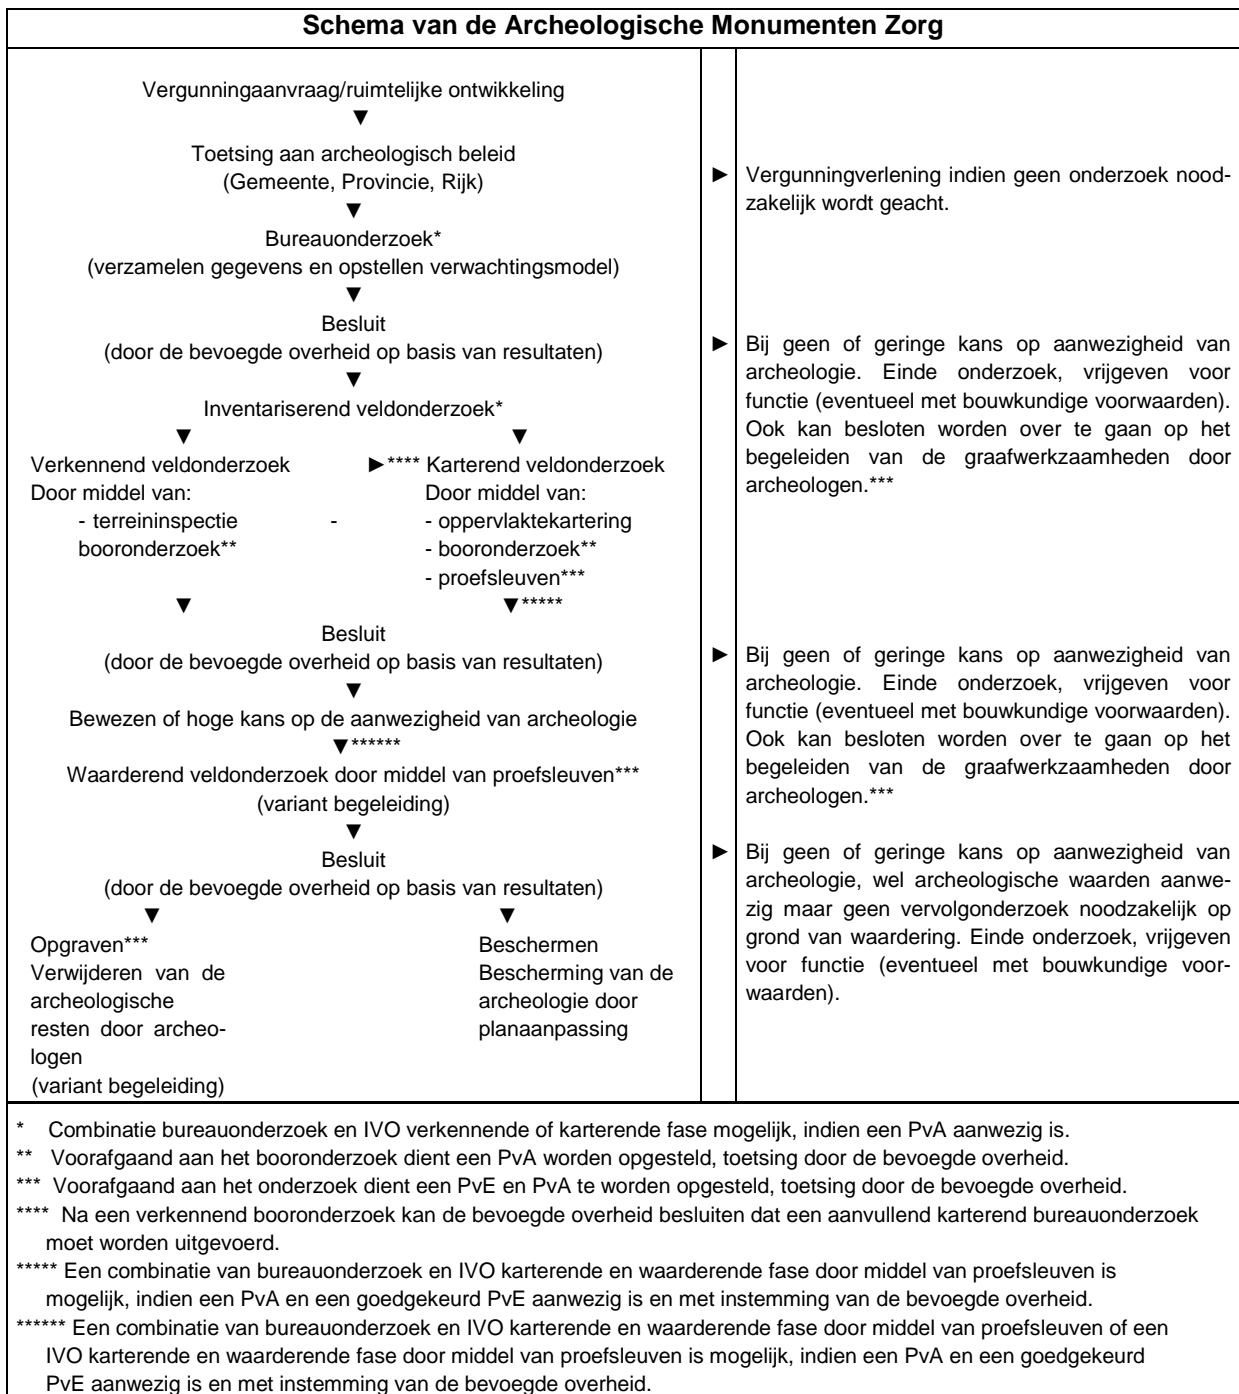 Schema van de Archeologische Monumenten Zorg
Vergunningaanvraag/ruimtelijke ontwikkeling
▼
Toetsing aan archeologisch beleid
(Gemeente, Provincie, Rijk)
▼
Bureauonderzoek*
(verzamelen gegevens en opstellen verwachtingsmodel)
▼
Besluit
(door de bevoegde overheid op basis van resultaten)
▼
Inventariserend veldonderzoek*
▼ ▼
Verkennend veldonderzoek ►**** Karterend veldonderzoek
Door middel van: Door middel van:
- terreininspectie - - oppervlaktekartering
booronderzoek** - booronderzoek**
- proefsleuven***
▼ ▼*****
Besluit
(door de bevoegde overheid op basis van resultaten)
▼
Bewezen of hoge kans op de aanwezigheid van archeologie
▼******
Waarderend veldonderzoek door middel van proefsleuven***
(variant begeleiding)
▼
Besluit
(door de bevoegde overheid op basis van resultaten)
▼ ▼
Opgraven***
Verwijderen van de
archeologische
resten door archeo-
logen
(variant begeleiding)
Beschermen
Bescherming van de
archeologie door
planaanpassing
► Vergunningverlening indien geen onderzoek nood-
zakelijk wordt geacht.
► Bij geen of geringe kans op aanwezigheid van
archeologie. Einde onderzoek, vrijgeven voor
functie (eventueel met bouwkundige voorwaarden).
Ook kan besloten worden over te gaan op het
begeleiden van de graafwerkzaamheden door
archeologen.***
► Bij geen of geringe kans op aanwezigheid van
archeologie. Einde onderzoek, vrijgeven voor
functie (eventueel met bouwkundige voorwaarden).
Ook kan besloten worden over te gaan op het
begeleiden van de graafwerkzaamheden door
archeologen.***
► Bij geen of geringe kans op aanwezigheid van
archeologie, wel archeologische waarden aanwe-
zig maar geen vervolgonderzoek noodzakelijk op
grond van waardering. Einde onderzoek, vrijgeven
voor functie (eventueel met bouwkundige voor-
waarden).
* Combinatie bureauonderzoek en IVO verkennende of karterende fase mogelijk, indien een PvA aanwezig is.
** Voorafgaand aan het booronderzoek dient een PvA worden opgesteld, toetsing door de bevoegde overheid.
*** Voorafgaand aan het onderzoek dient een PvE en PvA te worden opgesteld, toetsing door de bevoegde overheid.
**** Na een verkennend booronderzoek kan de bevoegde overheid besluiten dat een aanvullend karterend bureauonderzoek
moet worden uitgevoerd.
***** Een combinatie van bureauonderzoek en IVO karterende en waarderende fase door middel van proefsleuven is
mogelijk, indien een PvA en een goedgekeurd PvE aanwezig is en met instemming van de bevoegde overheid.
****** Een combinatie van bureauonderzoek en IVO karterende en waarderende fase door middel van proefsleuven of een
IVO karterende en waarderende fase door middel van proefsleuven is mogelijk, indien een PvA en een goedgekeurd
PvE aanwezig is en met instemming van de bevoegde overheid.